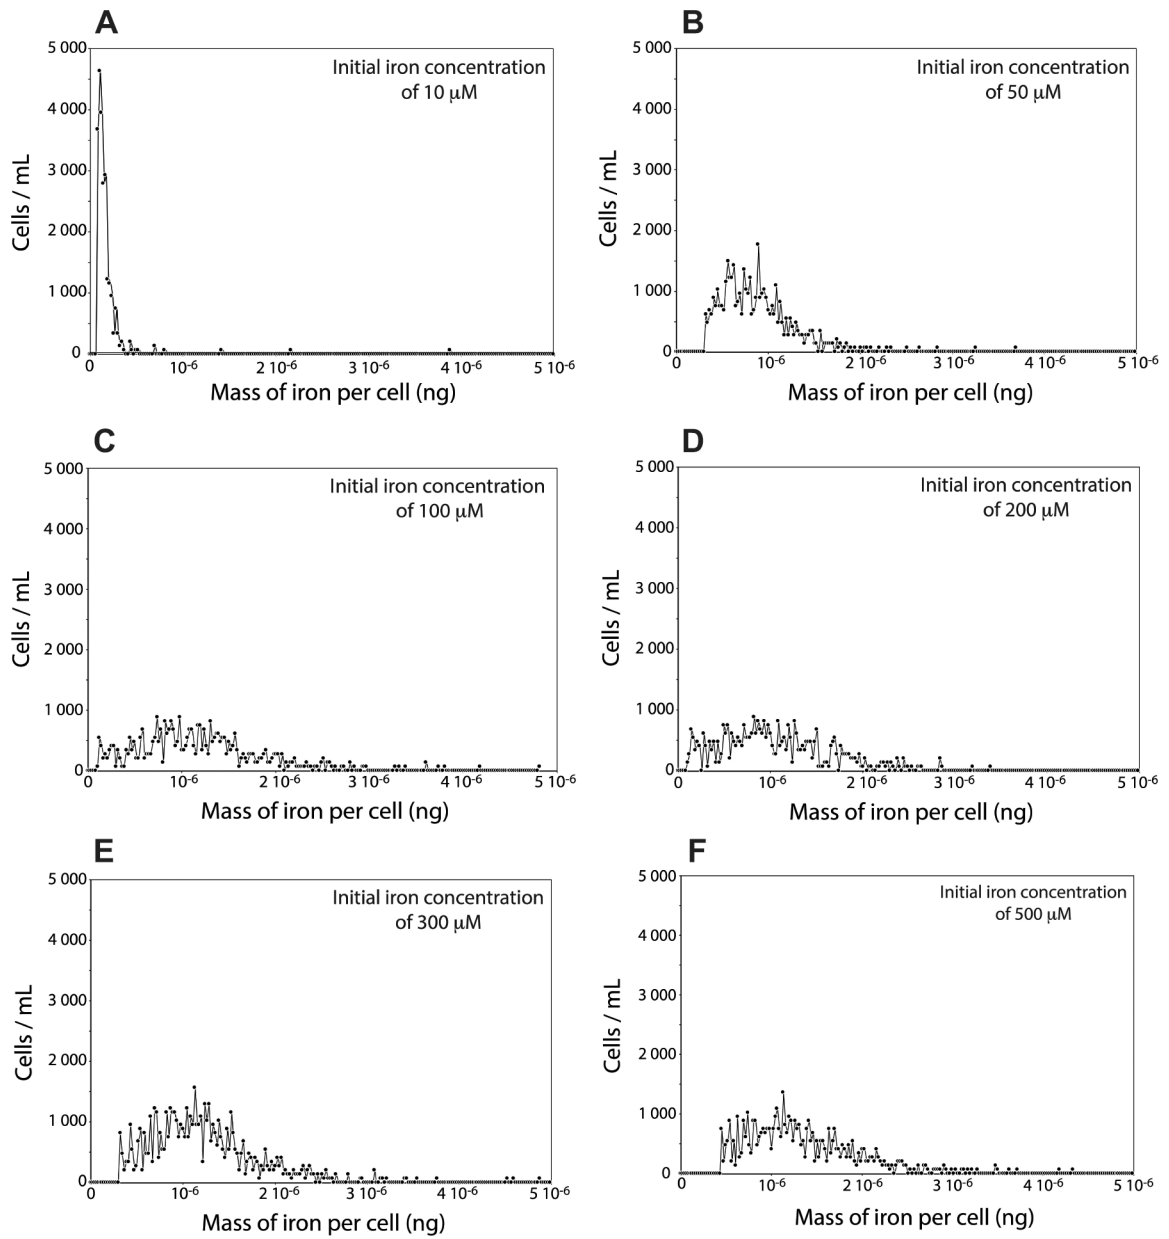 A
5 000
4 000
3 000
2 000
1 000
0
Cells / mL
Initial iron concentration
of 10 µM
0 10-6 2 10-6 3 10-6 4 10-6 5 10-6
Mass of iron per cell (ng)
B
5 000
4 000
3 000
2 000
1 000
0
Cells / mL
Initial iron concentration
of 50 µM
0 10-6 2 10-6 3 10-6 4 10-6 5 10-6
Mass of iron per cell (ng)
C
5 000
4 000
3 000
2 000
1 000
0
Cells / mL
Initial iron concentration
of 100 µM
0 10-6 2 10-6 3 10-6 4 10-6 5 10-6
Mass of iron per cell (ng)
D
5 000
4 000
3 000
2 000
1 000
0
Cells / mL
Initial iron concentration
of 200 µM
0 10-6 2 10-6 3 10-6 4 10-6 5 10-6
Mass of iron per cell (ng)
E
5 000
4 000
3 000
2 000
1 000
0
Cells / mL
Initial iron concentration
of 300 µM
0 10-6 2 10-6 3 10-6 4 10-6 5 10-6
Mass of iron per cell (ng)
F
5 000
4 000
3 000
2 000
1 000
0
Cells / mL
Initial iron concentration
of 500 µM
0 10-6 2 10-6 3 10-6 4 10-6 5 10-6
Mass of iron per cell (ng)